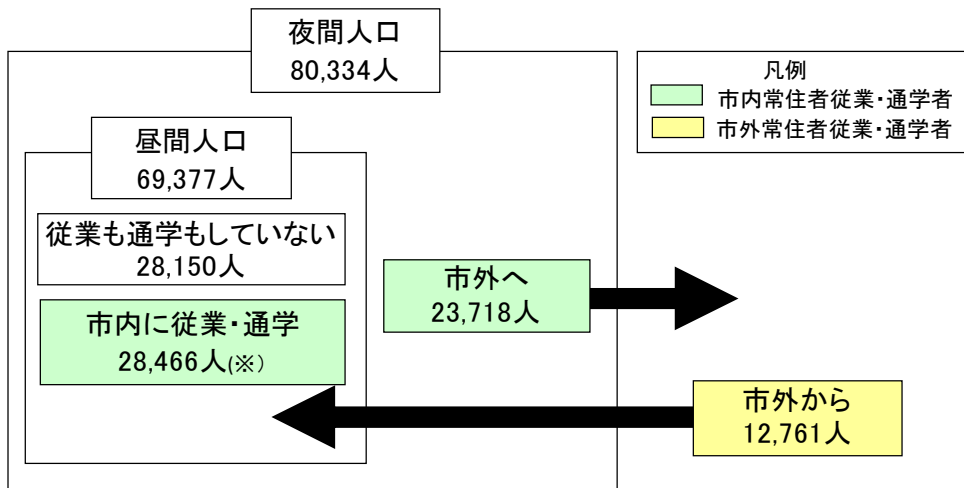 夜間人口
80,334人
凡例
市内常住者従業・通学者
市外常住者従業・通学者
昼間人口
69,377人
従業も通学もしていない
28,150人
市外へ
23,718人
市内に従業・通学
28,466人(※)
市外から
12,761人